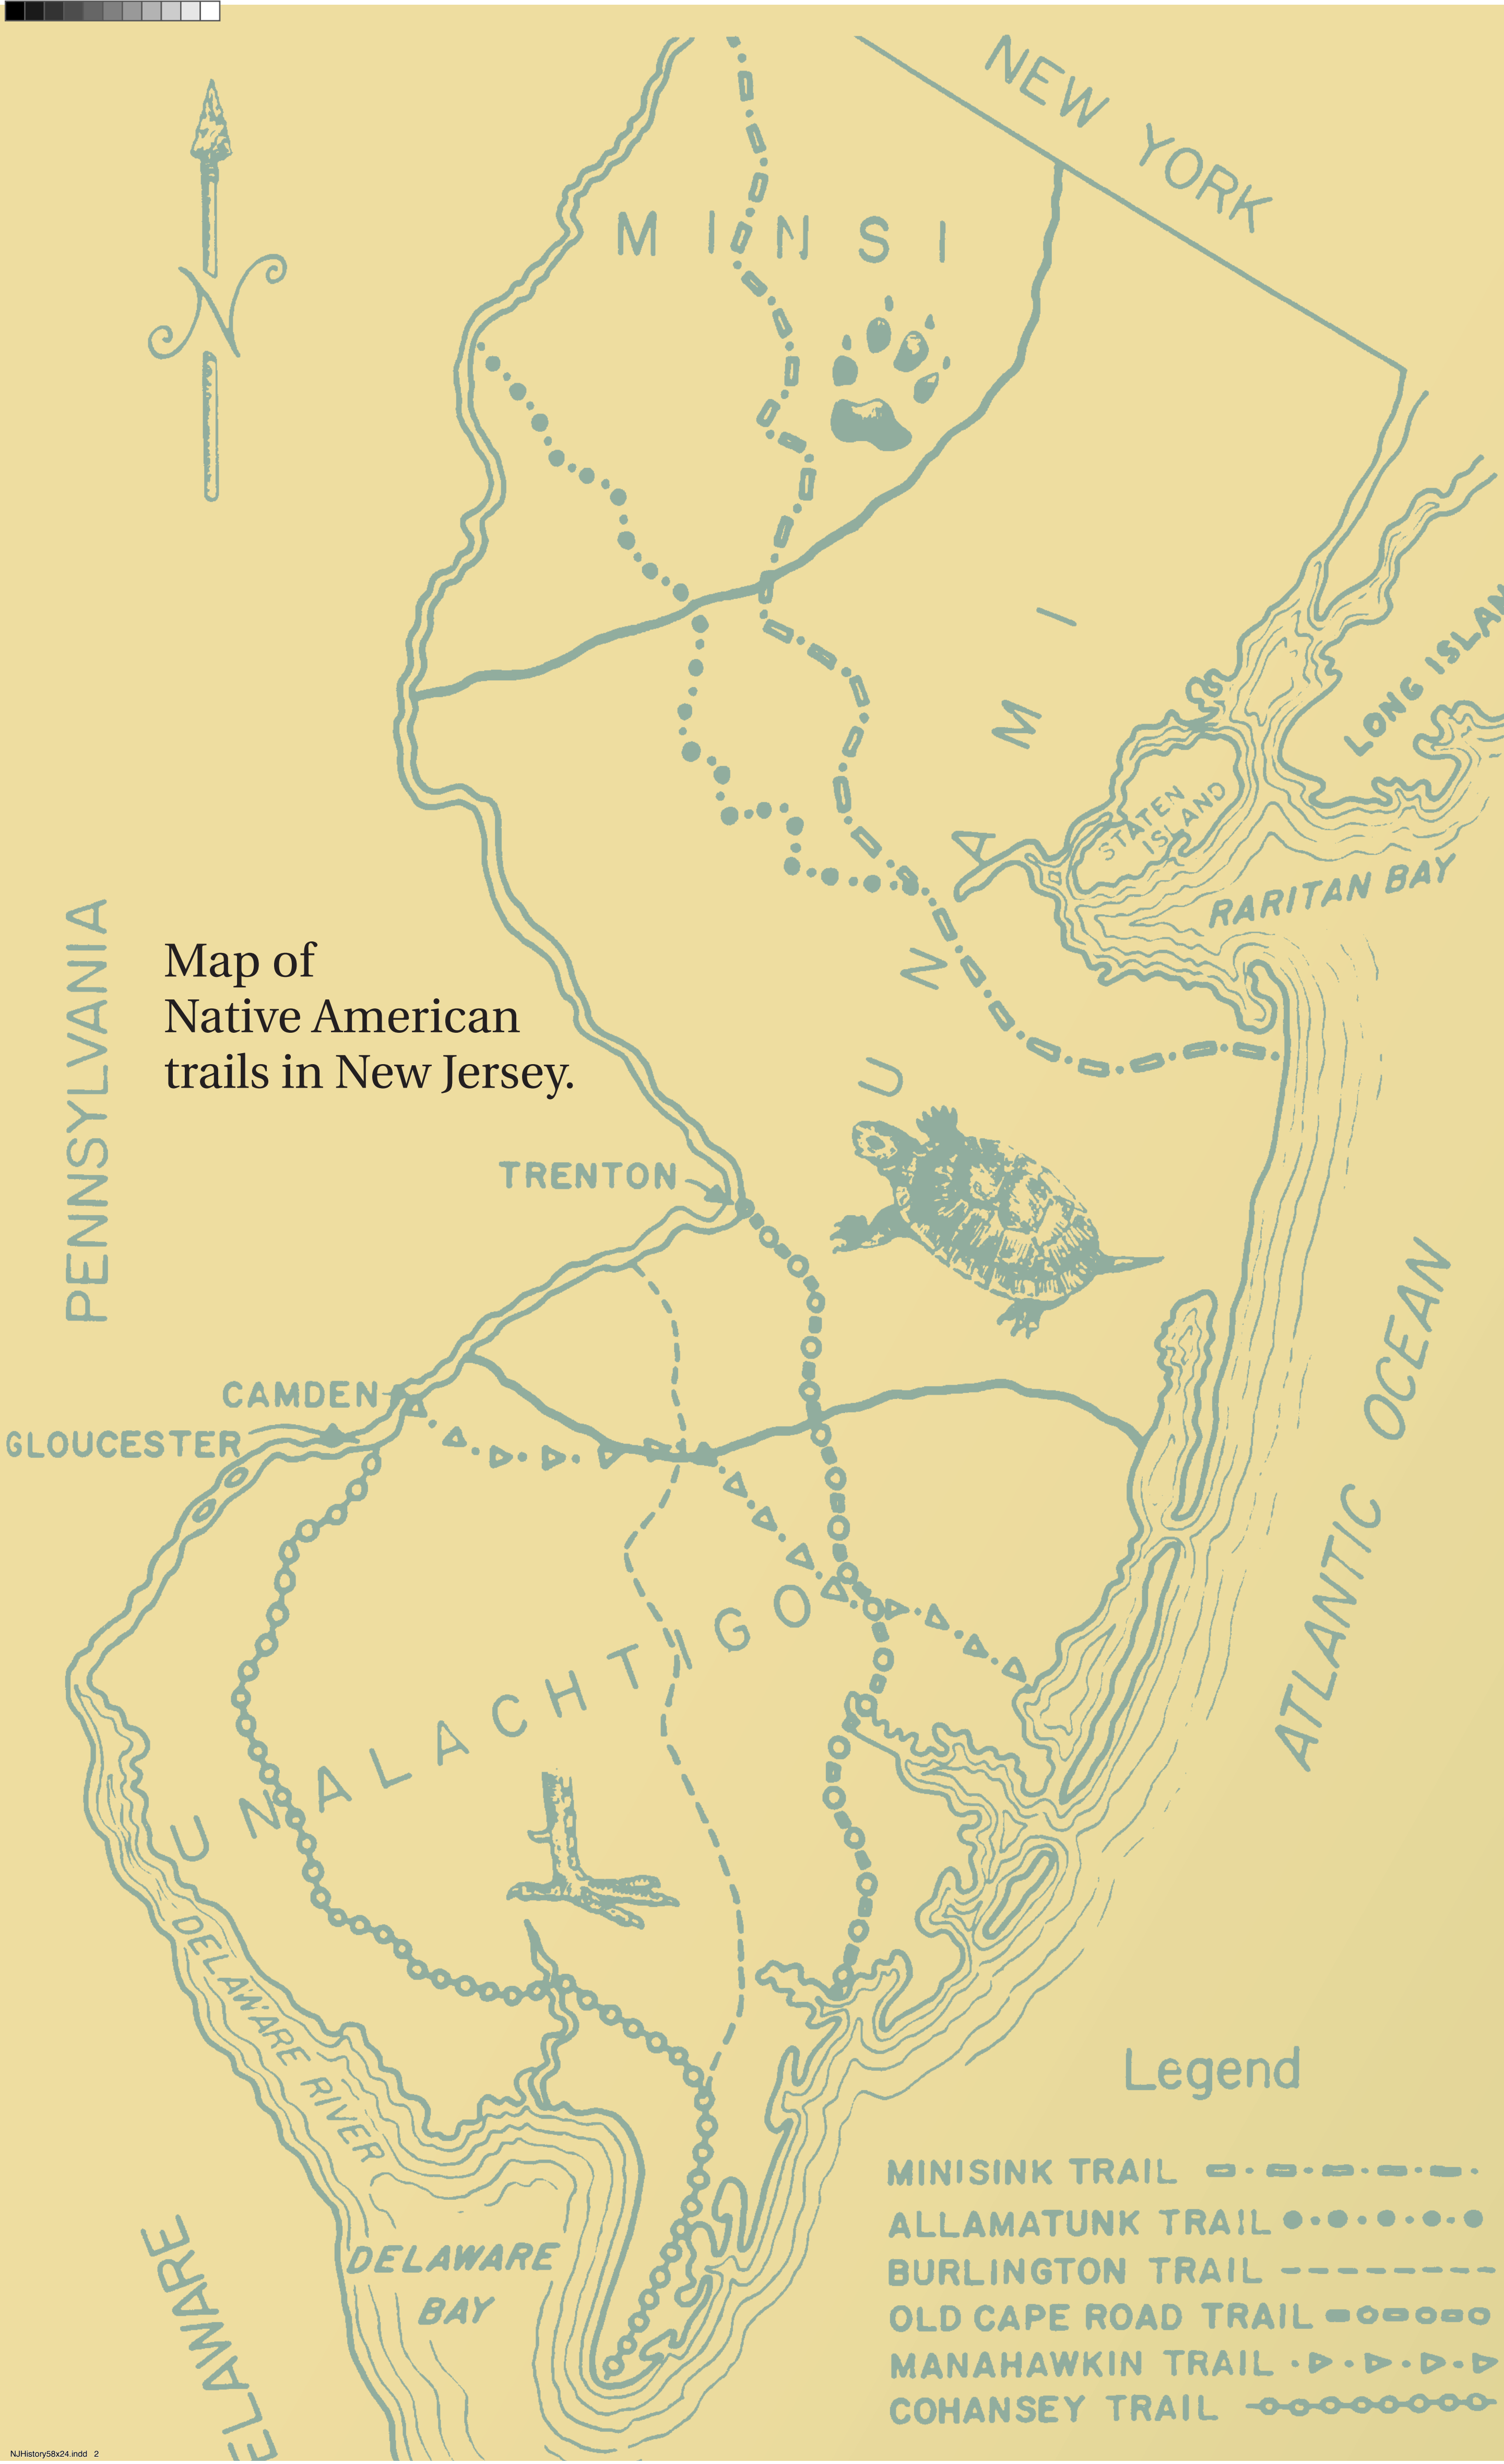 NEW YORK
N
MINSI
LONG ISLAN
UNAMI
STATEN
ISLAND
RARITAN BAY
PENNSYLVANIA
Map of
Native American
trails in New Jersey.
TRENTON
CAMDEN
GLOUCESTER
ATLANTIC OCEAN
UNALACHTIGO
DELAWARE RIVER
DELAWARE
BAY
ELAWARE
Legend
MINISINK TRAIL
ALLAMATUNK TRAIL
BURLINGTON TRAIL
OLD CAPE ROAD TRAIL
MANAHAWKIN TRAIL
COHANSEY TRAIL
NJHistory58x24.indd 2